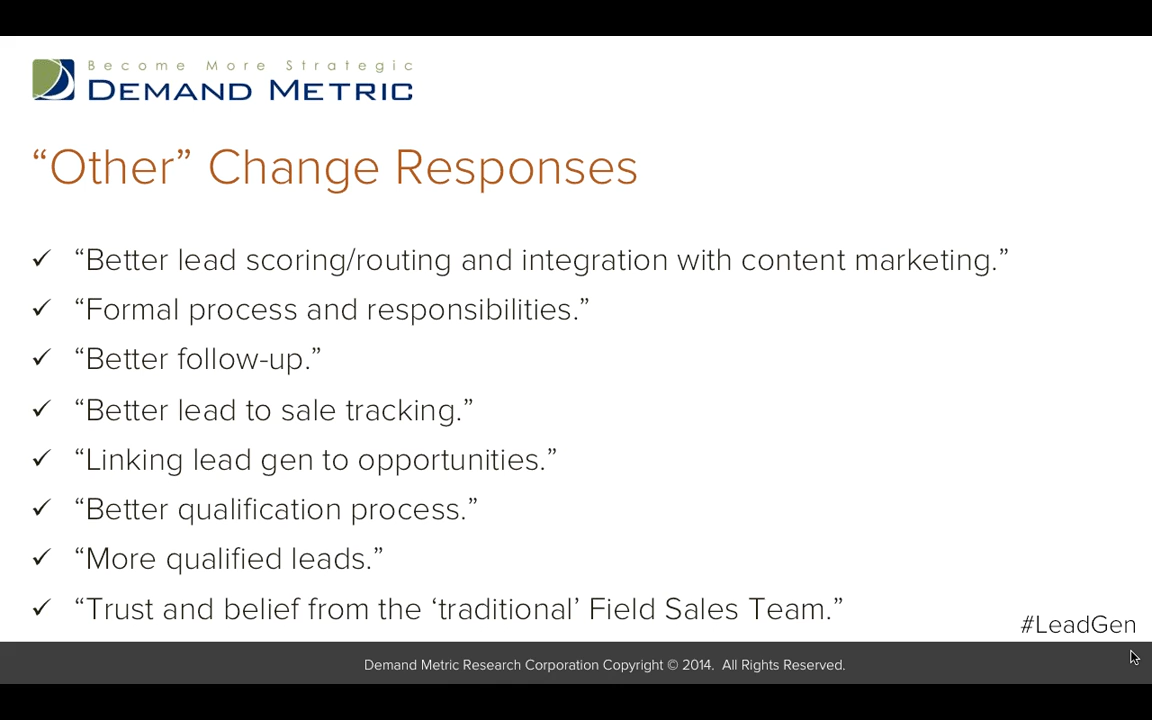 Become More Strategic
DEMAND METRIC
“Other” Change Responses
✓ “Better lead scoring/routing and integration with content marketing.”
✓ “Formal process and responsibilities.”
✓ “Better follow-up.”
✓ “Better lead to sale tracking.”
✓ “Linking lead gen to opportunities.”
✓ “Better qualification process.”
✓ “More qualified leads.”
✓ “Trust and belief from the ‘traditional’ Field Sales Team.”
#LeadGen
Demand Metric Research Corporation Copyright © 2014. All Rights Reserved.